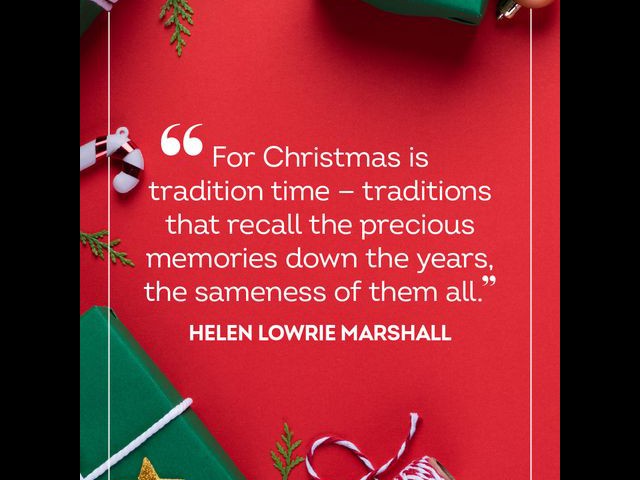 “ For Christmas is
tradition time – traditions
that recall the precious
memories down the years,
the sameness of them all.”
HELEN LOWRIE MARSHALL